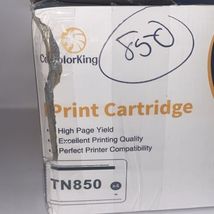 850
ColorKing
Print Cartridge
High Page Yield
Excellent Printing Quality
Perfect Printer Compatibility
TN850